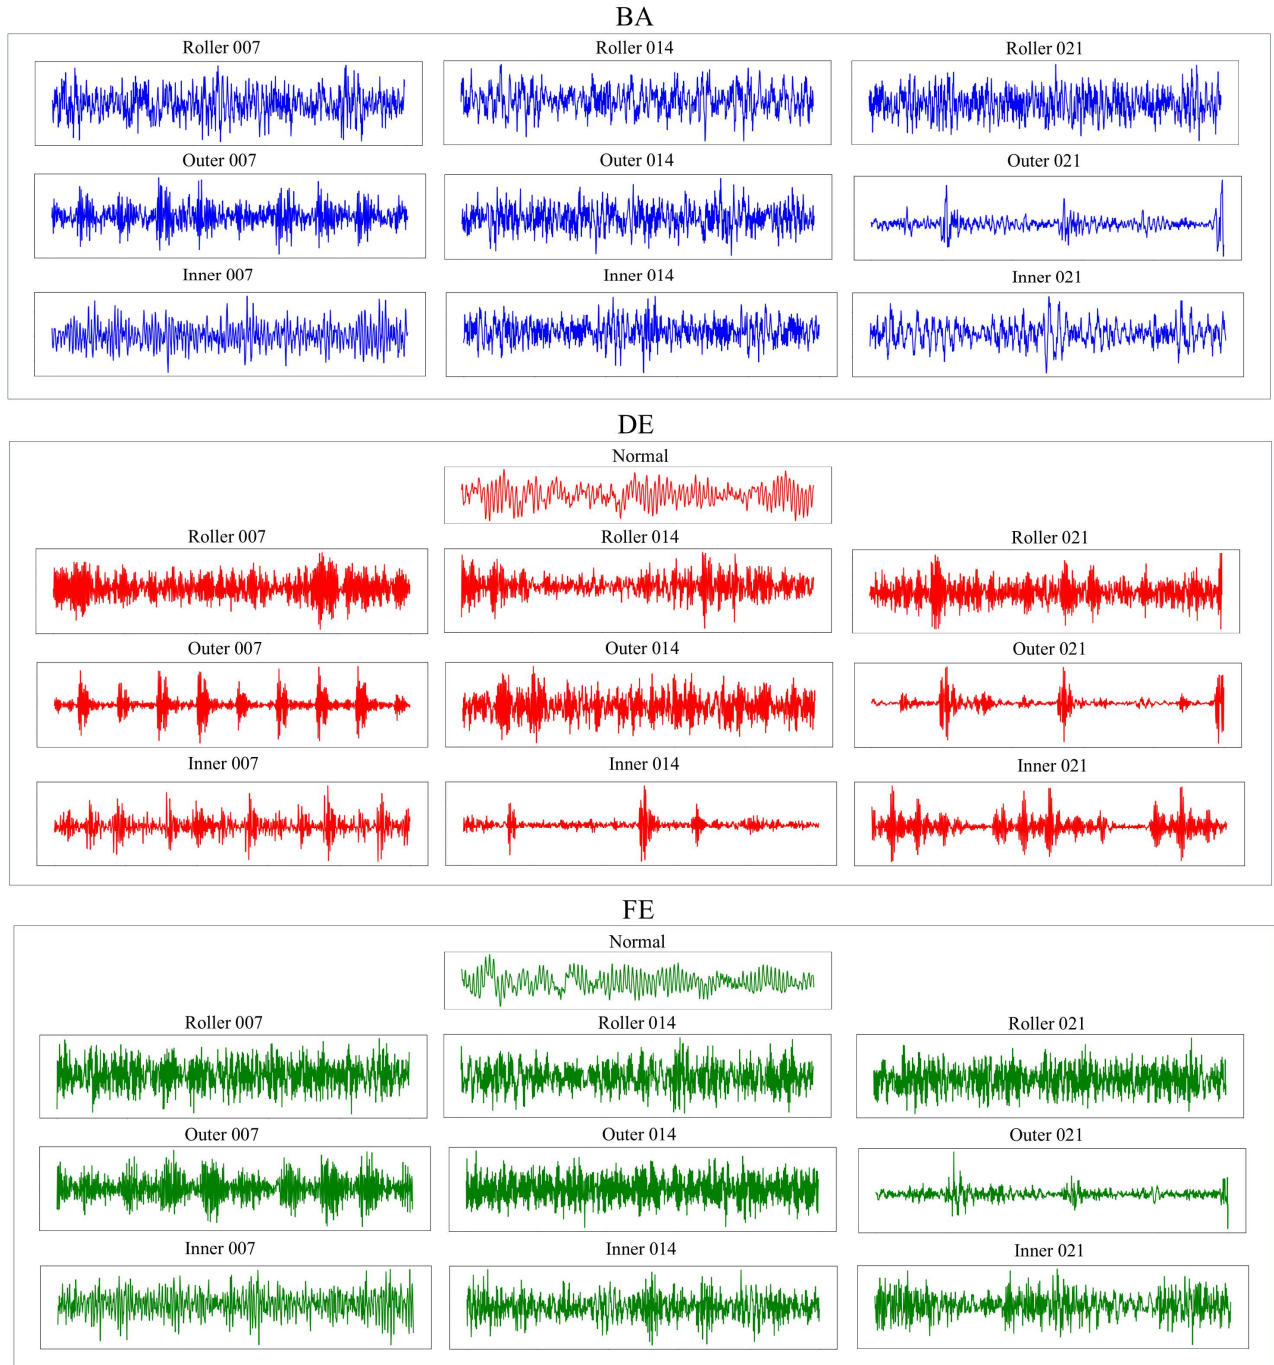 BA
Roller 007 Roller 014 Roller 021
Outer 007 Outer 014 Outer 021
Inner 007 Inner 014 Inner 021
DE
Normal
Roller 007 Roller 014 Roller 021
Outer 007 Outer 014 Outer 021
Inner 007 Inner 014 Inner 021
FE
Normal
Roller 007 Roller 014 Roller 021
Outer 007 Outer 014 Outer 021
Inner 007 Inner 014 Inner 021